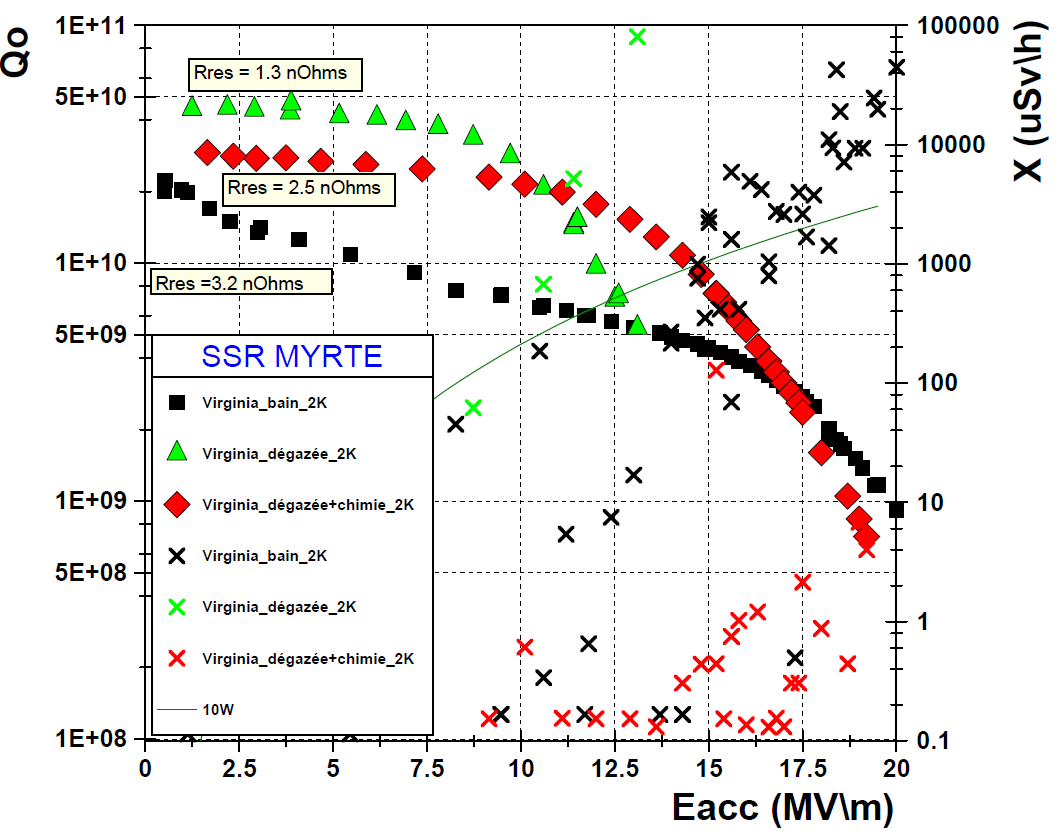 Qo
X (uSv\h)
1E+11
5E+10
1E+10
5E+09
1E+09
5E+08
1E+08
100000
10000
1000
100
10
1
0.1
Rres = 1.3 nOhms
Rres = 2.5 nOhms
Rres =3.2 nOhms
SSR MYRTE
Virginia_bain_2K
Virginia_dégazée_2K
Virginia_dégazée+chimie_2K
Virginia_bain_2K
Virginia_dégazée_2K
Virginia_dégazée+chimie_2K
10W
0 2.5 5 7.5 10 12.5 15 17.5 20
Eacc (MV\m)